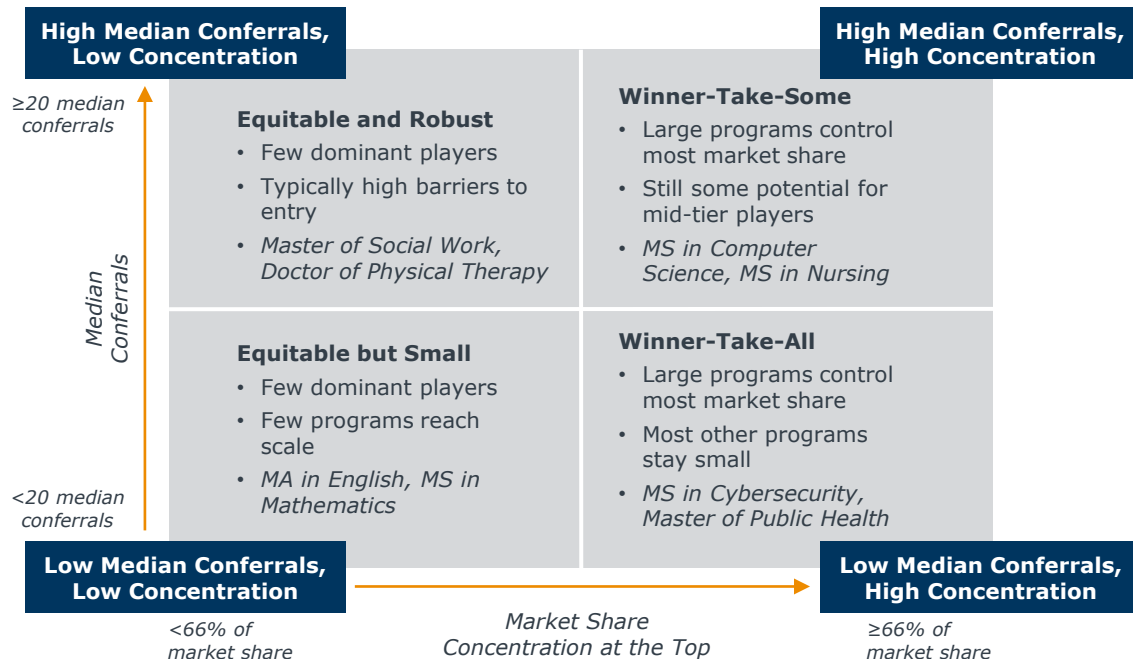 High Median Conferrals,
Low Concentration
High Median Conferrals,
High Concentration
≥20 median
conferrals
Equitable and Robust
• Few dominant players
• Typically high barriers to
entry
• Master of Social Work,
Doctor of Physical Therapy
Winner-Take-Some
• Large programs control
most market share
• Still some potential for
mid-tier players
• MS in Computer
Science, MS in Nursing
Median
Conferrals
Equitable but Small
• Few dominant players
• Few programs reach
scale
• MA in English, MS in
Mathematics
Winner-Take-All
• Large programs control
most market share
• Most other programs
stay small
• MS in Cybersecurity,
Master of Public Health
<20 median
conferrals
Low Median Conferrals,
Low Concentration
Low Median Conferrals,
High Concentration
<66% of
market share
Market Share
Concentration at the Top
≥66% of
market share